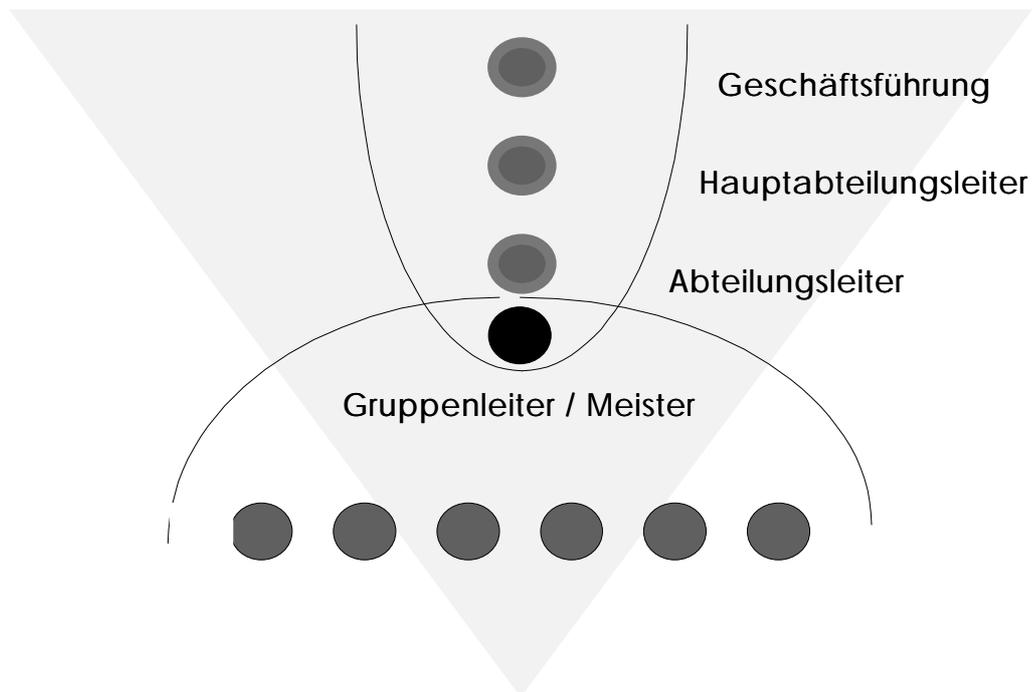 Geschäftsführung
Hauptabteilungsleiter
Abteilungsleiter
Gruppenleiter / Meister